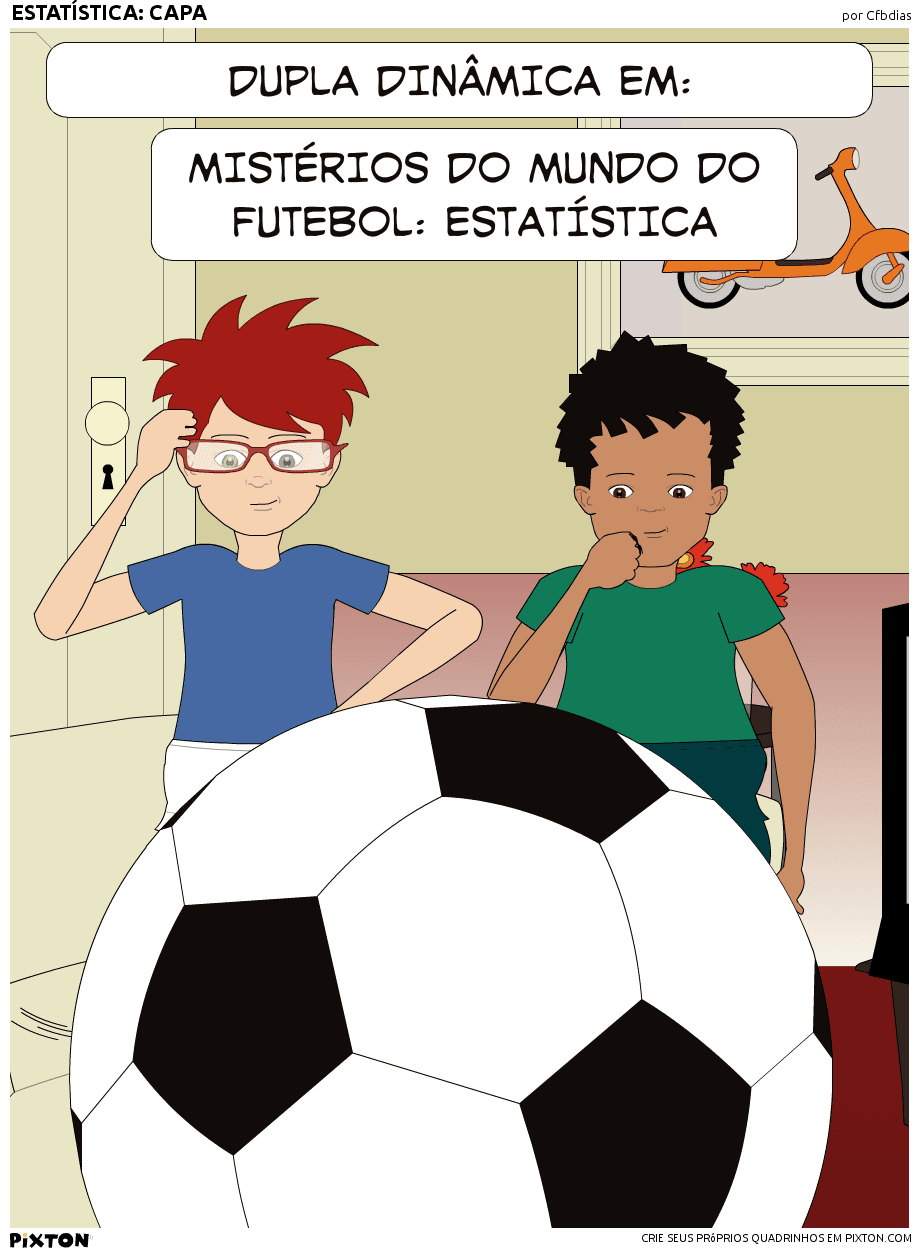 ESTATÍSTICA: CAPA
por Cfbdias
DUPLA DINÂMICA EM:
MISTÉRIOS DO MUNDO DO
FUTEBOL: ESTATÍSTICA
PIXTON
CRIE SEUS PRÓPRIOS QUADRINHOS EM PIXTON.COM